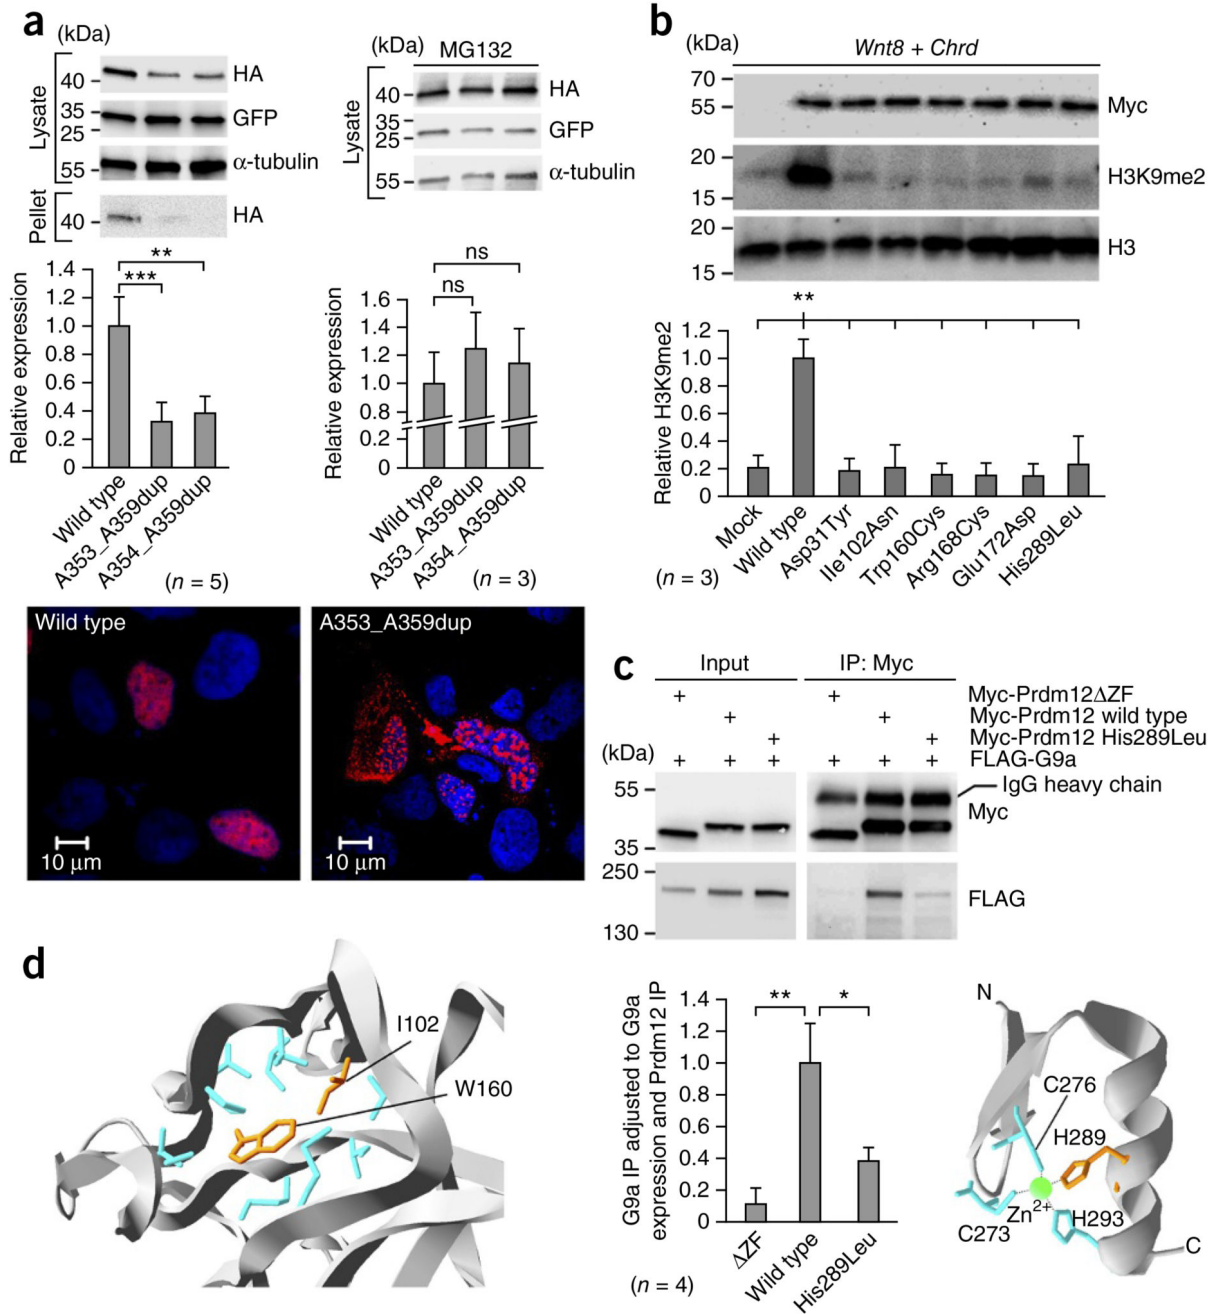 a
(kDa)
Lysate
40
HA
35
25
GFP
55
α-tubulin
Pellet
40
HA
(kDa)
MG132
Lysate
40
HA
35
25
GFP
55
α-tubulin
Relative expression
1.4
1.2
1.0
0.8
0.6
0.4
0.2
0
***
**
Wild type
A353_A359dup
A354_A359dup
(n = 5)
Relative expression
1.6
1.4
1.2
1.0
0.8
0.2
0
ns
ns
Wild type
A353_A359dup
A354_A359dup
(n = 3)
Wild type
10 μm
A353_A359dup
10 μm
b
(kDa)
Wnt8 + Chrd
70
55
Myc
20
15
H3K9me2
20
15
H3
Relative H3K9me2
1.2
1.0
0.8
0.6
0.4
0.2
0
**
Mock
Wild type
Asp31Tyr
Ile102Asn
Trp160Cys
Arg168Cys
Glu172Asp
His289Leu
(n = 3)
c
Input
IP: Myc
+ + Myc-Prdm12ΔZF
+ + Myc-Prdm12 wild type
+ + Myc-Prdm12 His289Leu
(kDa)
+ + + + + + FLAG-G9a
55
IgG heavy chain
Myc
35
250
FLAG
130
G9a IP adjusted to G9a
expression and Prdm12 IP
1.4
1.2
1.0
0.8
0.6
0.4
0.2
0
**
*
ΔZF
Wild type
His289Leu
(n = 4)
N
C276
H289
Zn2+
C273
H293
C
d
I102
W160